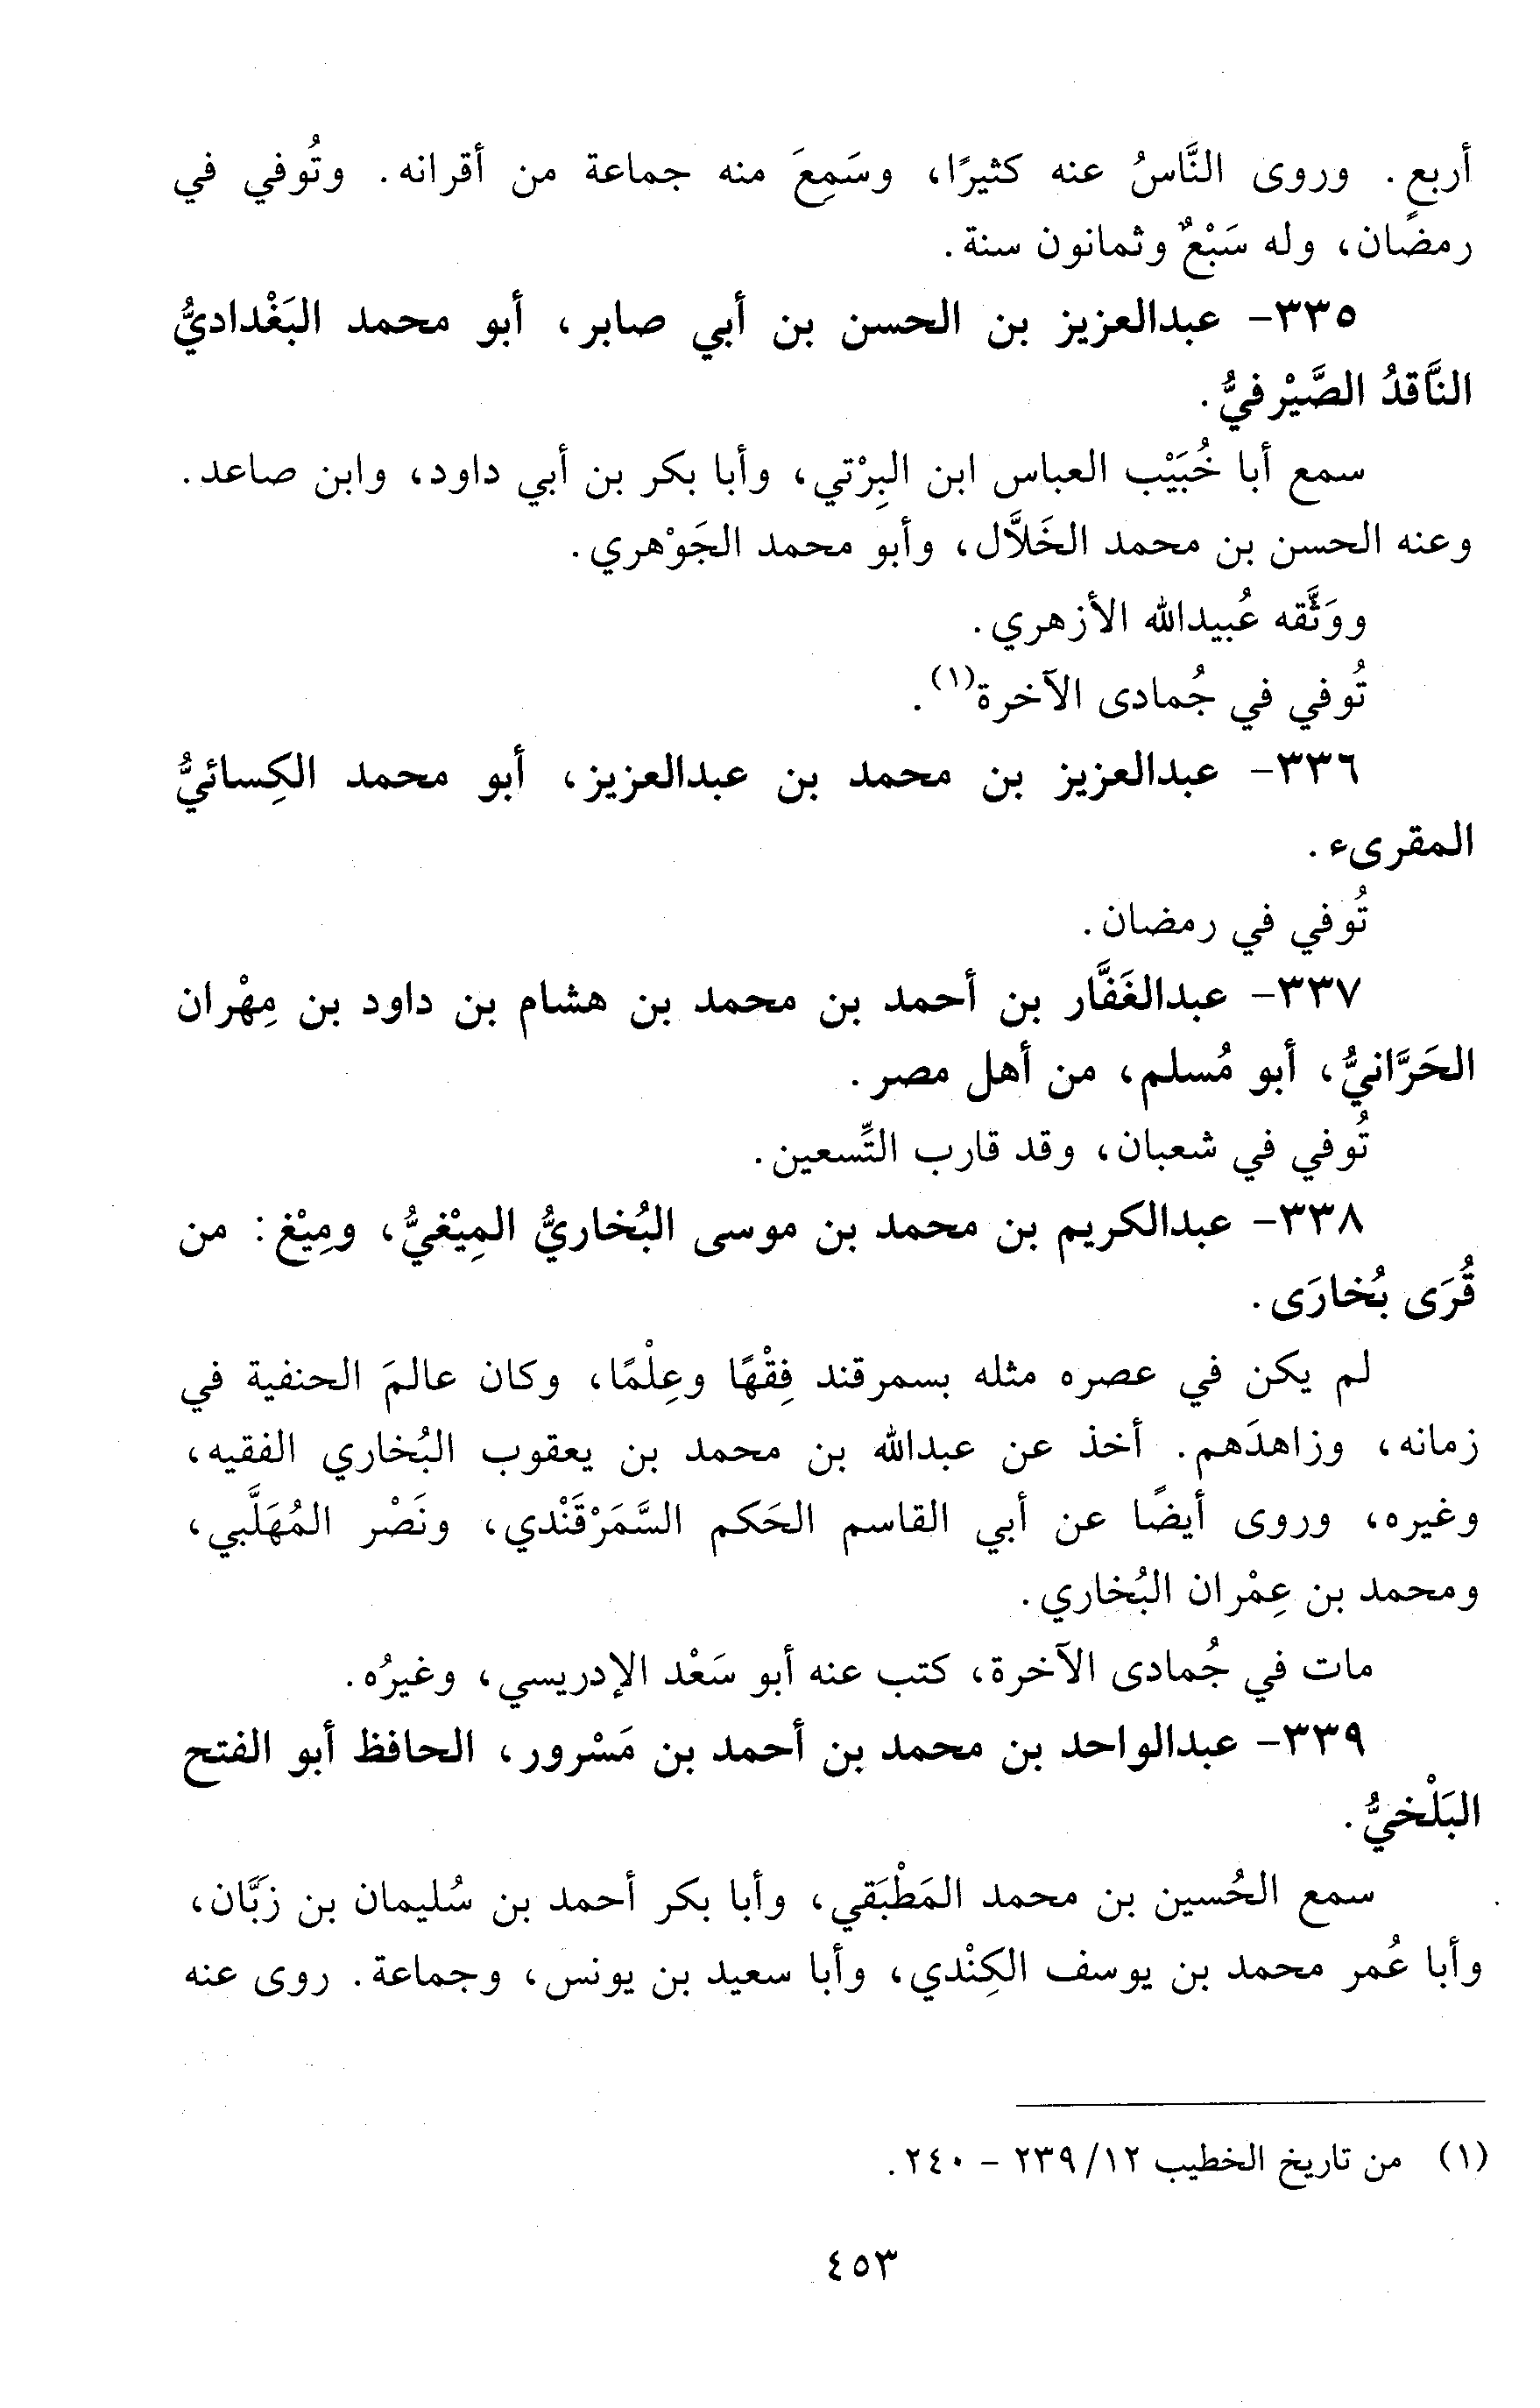 أربع. وروى النَّاسُ عنه كثيرًا، وسَمِعَ منه جماعة من أقرانه. وتُوفي في
رمضان، وله سَبْعٌ وثمانون سنة.
٣٣٥- عبدالعزيز بن الحسن بن أبي صابر، أبو محمد البَغْداديُّ
النَّاقدُ الصَّيْرفيُّ.
سمع أبا خُبَيْب العباس ابن البِرْتي، وأبا بكر بن أبي داود، وابن صاعد.
وعنه الحسن بن محمد الخَلاَّل، وأبو محمد الجَوْهري.
ووَثَّقه عُبيدالله الأزهري.
تُوفي في جُمادى الآخرة(١).
٣٣٦- عبدالعزيز بن محمد بن عبدالعزيز، أبو محمد الكِسائيُّ
المقرىء.
تُوفي في رمضان.
٣٣٧- عبدالغَفَّار بن أحمد بن محمد بن هشام بن داود بن مِهْران
الحَرَّانيُّ، أبو مُسلم، من أهل مصر.
تُوفي في شعبان، وقد قارب التِّسعين.
٣٣٨- عبدالكريم بن محمد بن موسى البُخاريُّ المِيْغيُّ، ومِيْغ: من
قُرَى بُخارَى.
لم يكن في عصره مثله بسمرقند فِقْهًا وعِلْمًا، وكان عالمَ الحنفية في
زمانه، وزاهدَهم. أخذ عن عبدالله بن محمد بن يعقوب البُخاري الفقيه،
وغيره، وروى أيضًا عن أبي القاسم الحَكم السَّمَرْقَنْدي، ونَصْر المُهَلَّبي،
ومحمد بن عِمْران البُخاري.
مات في جُمادى الآخرة، كتب عنه أبو سَعْد الإدريسي، وغيرُه.
٣٣٩- عبدالواحد بن محمد بن أحمد بن مَسْرور، الحافظ أبو الفتح
البَلْخيُّ.
سمع الحُسين بن محمد المَطْبَقي، وأبا بكر أحمد بن سُليمان بن زَبَّان،
وأبا عُمر محمد بن يوسف الكِنْدي، وأبا سعيد بن يونس، وجماعة. روى عنه
(١) من تاريخ الخطيب ١٢/ ٢٣٩ - ٢٤٠.
٤٥٣